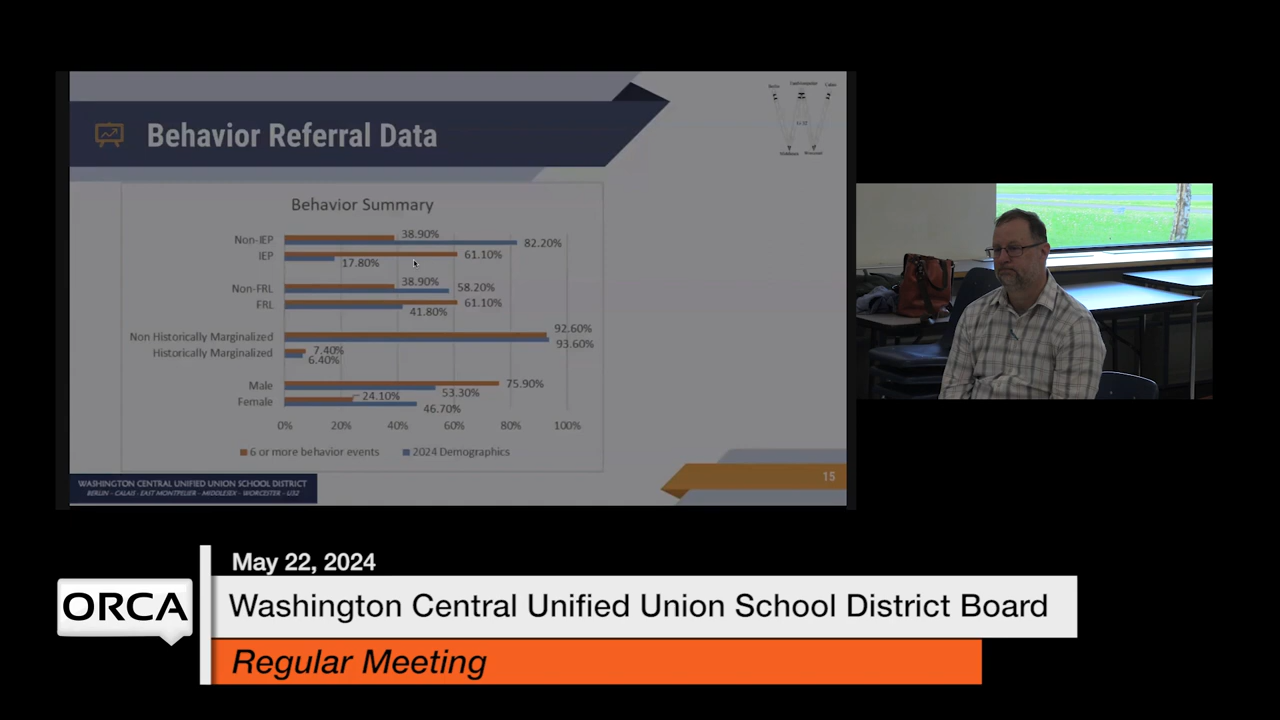 Behavior Referral Data
Behavior Summary
Non-IEP
38.90%
82.20%
IEP
61.10%
17.80%
Non-FRL
38.90%
58.20%
FRL
61.10%
41.80%
Non Historically Marginalized
92.60%
93.60%
Historically Marginalized
7.40%
6.40%
Male
75.90%
53.30%
Female
24.10%
46.70%
0% 20% 40% 60% 80% 100%
6 or more behavior events 2024 Demographics
WASHINGTON CENTRAL UNIFIED UNION SCHOOL DISTRICT
BERLIN - CALAIS - EAST MONTPELIER - MIDDLESEX - WORCESTER - U32
15
May 22, 2024
ORCA
Washington Central Unified Union School District Board
Regular Meeting